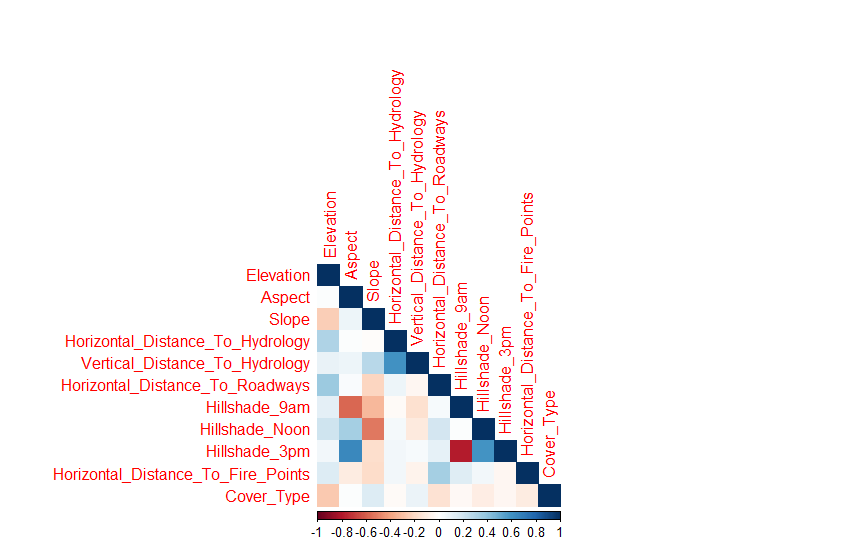 Elevation
Aspect
Slope
Horizontal_Distance_To_Hydrology
Vertical_Distance_To_Hydrology
Horizontal_Distance_To_Roadways
Hillshade_9am
Hillshade_Noon
Hillshade_3pm
Horizontal_Distance_To_Fire_Points
Cover_Type
Elevation
Aspect
Slope
Horizontal_Distance_To_Hydrology
Vertical_Distance_To_Hydrology
Horizontal_Distance_To_Roadways
Hillshade_9am
Hillshade_Noon
Hillshade_3pm
Horizontal_Distance_To_Fire_Points
Cover_Type
-1 -0.8 -0.6 -0.4 -0.2 0 0.2 0.4 0.6 0.8 1